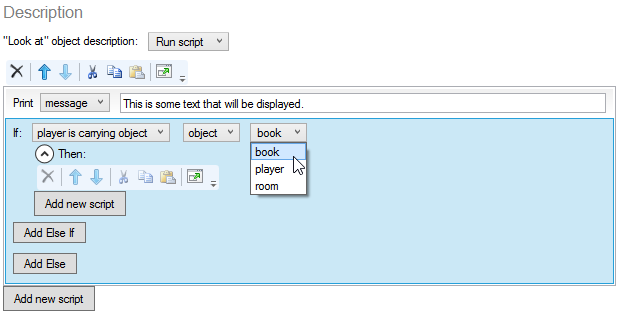 Description
"Look at" object description: Run script
Print message This is some text that will be displayed.
If: player is carrying object object book
book
Then:
player
room
Add new script
Add Else If
Add Else
Add new script